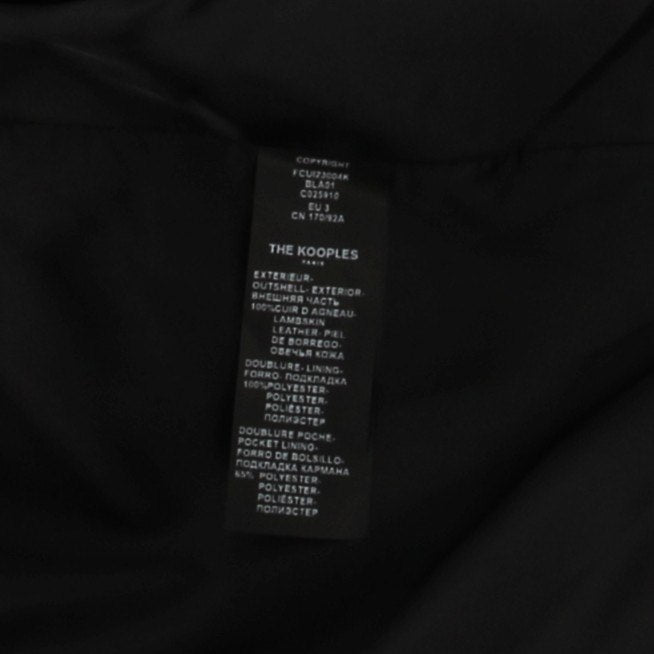 COPYRIGHT
FCUI23004K
BLA01
C025910
EU 3
CN 170/92A
THE KOOPLES
PARIS
EXTERIEUR-
OUTSHELL- EXTERIOR-
ВНЕШНЯЯ ЧАСТЬ
100%CUIR D AGNEAU-
LAMBSKIN
LEATHER- PIEL
DE BORREGO-
ОВЕЧЬЯ КОЖА
DOUBLURE- LINING-
FORRO- ПОДКЛАДКА
100%POLYESTER-
POLYESTER-
POLIÉSTER-
ПОЛИЭСТЕР
DOUBLURE POCHE-
POCKET LINING-
FORRO DE BOLSILLO-
ПОДКЛАДКА КАРМАНА
65% POLYESTER-
POLYESTER-
POLIÉSTER-
ПОЛИЭСТЕР